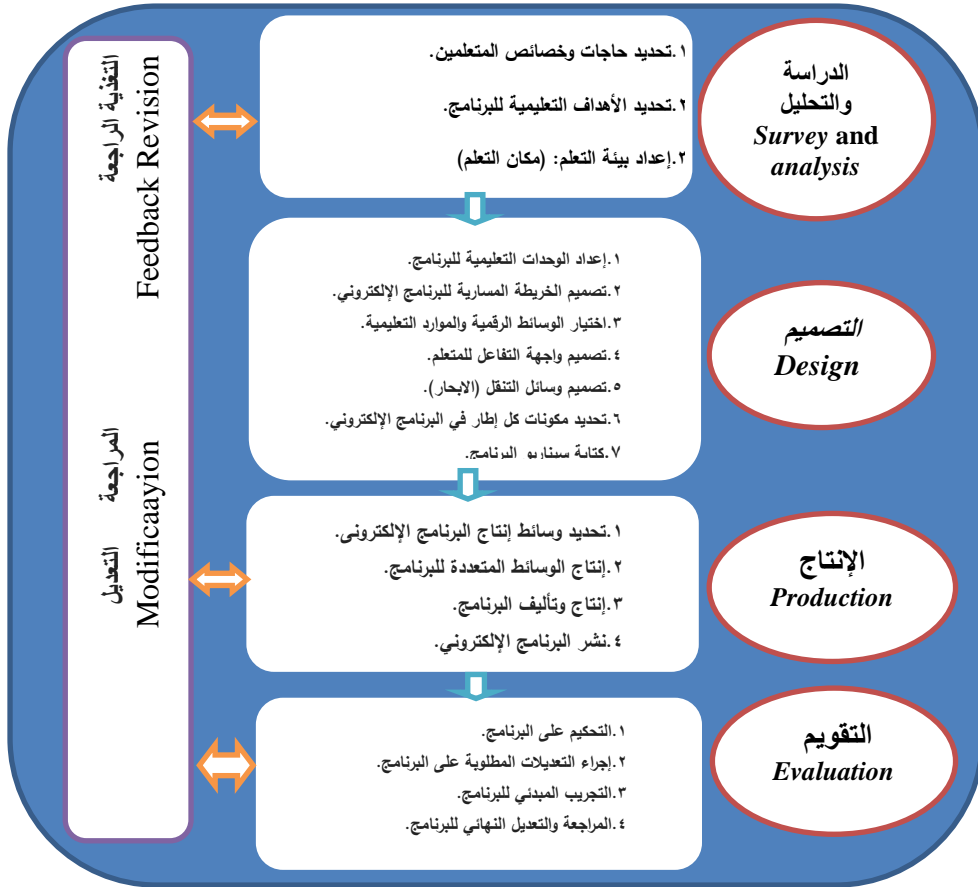 الدراسة
والتحليل
Survey and
analysis
١.تحديد حاجات وخصائص المتعلمين.
٢.تحديد الأهداف التعليمية للبرنامج.
٢.إعداد بيئة التعلم: (مكان التعلم)
التصميم
Design
١.إعداد الوحدات التعليمية للبرنامج.
٢.تصميم الخريطة المسارية للبرنامج الإلكتروني.
٣.اختيار الوسائط الرقمية والموارد التعليمية.
٤.تصميم واجهة التفاعل للمتعلم.
٥.تصميم وسائل التنقل (الابحار).
٦.تحديد مكونات كل إطار في البرنامج الإلكتروني.
٧.كتابة سيناريو البرنامج.
الإنتاج
Production
١.تحديد وسائط إنتاج البرنامج الإلكترونى.
٢.إنتاج الوسائط المتعددة للبرنامج.
٣.إنتاج وتأليف البرنامج.
٤.نشر البرنامج الإلكتروني.
التقويم
Evaluation
١.التحكيم على البرنامج.
٢.إجراء التعديلات المطلوبة على البرنامج.
٣.التجريب المبدئي للبرنامج.
٤.المراجعة والتعديل النهائي للبرنامج.
التغذية الراجعة
Feedback Revision
المراجعة التعديل
Modificaayion